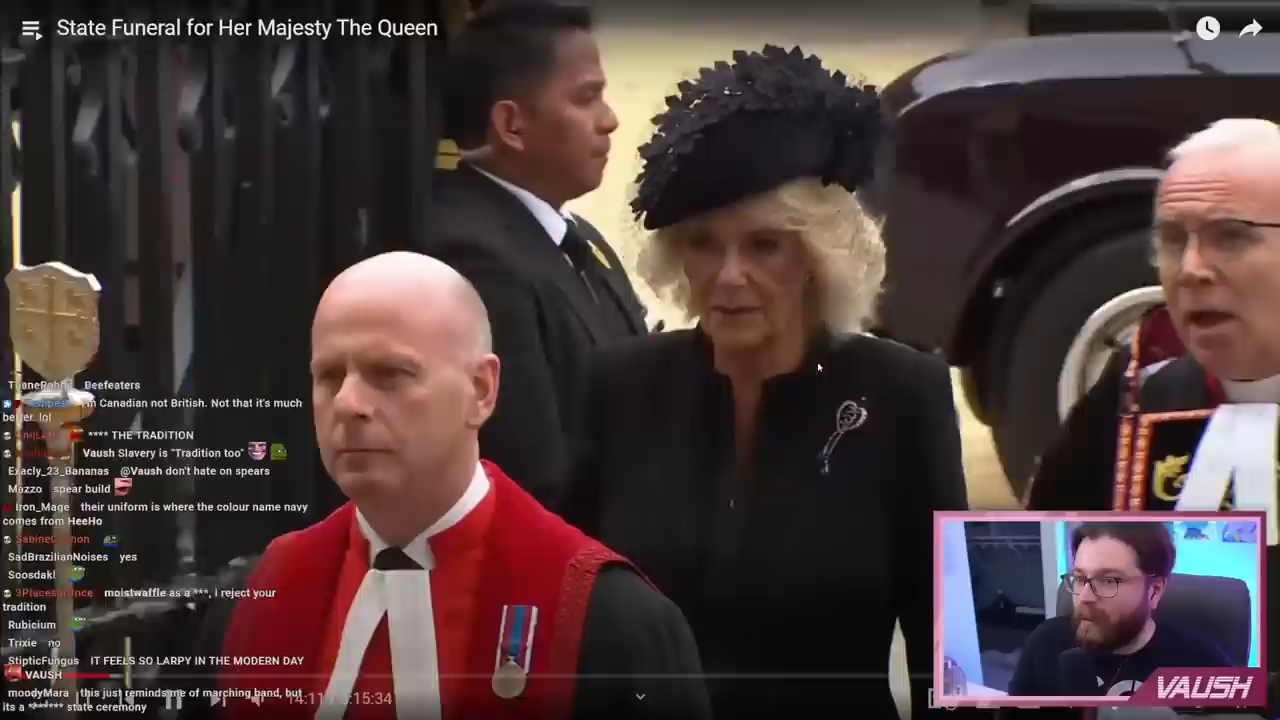 State Funeral for Her Majesty The Queen
Beefeaters
I'm Canadian not British. Not that it's much
better. lol
**** THE TRADITION
Vaush Slavery is "Tradition too"
Exacly_23_Bananas @Vaush don't hate on spears
Mazzo spear build
Iron_Mage their uniform is where the colour name navy
comes from HeeHo
SadBrazilianNoises yes
Soosdakl
moistwaffle as a ***, i reject your
tradition
Rubicium
Trixie no
StipticFungus IT FEELS SO LARPY IN THE MODERN DAY
VAUSH
moodyMara this just reminds me of marching band, but
its a ******* state ceremony
14:11
VAUSH